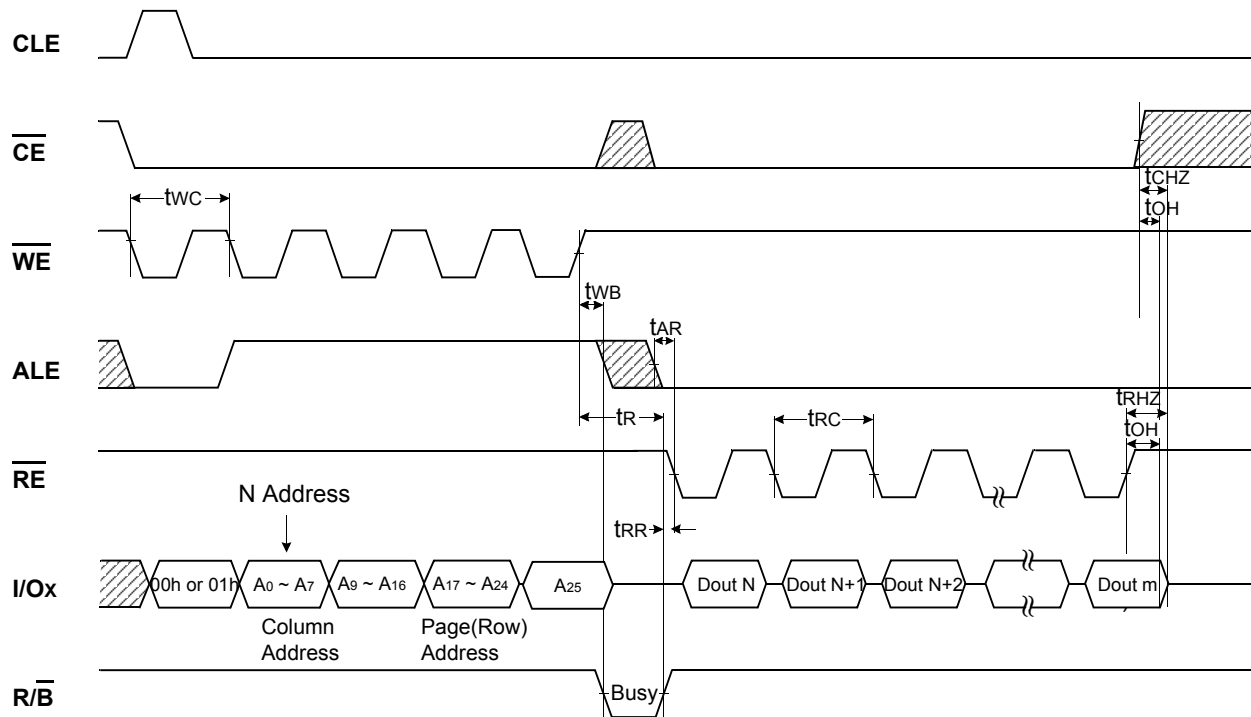 CLE
CE
tCHZ
tWC
tOH
WE
tWB
tAR
ALE
tRHZ
tR
tRC
tOH
RE
N Address
tRR
I/Ox
00h or 01h
A0 ~ A7
A9 ~ A16
A17 ~ A24
A25
Dout N
Dout N+1
Dout N+2
Dout m
Column
Address
Page(Row)
Address
R/B
Busy